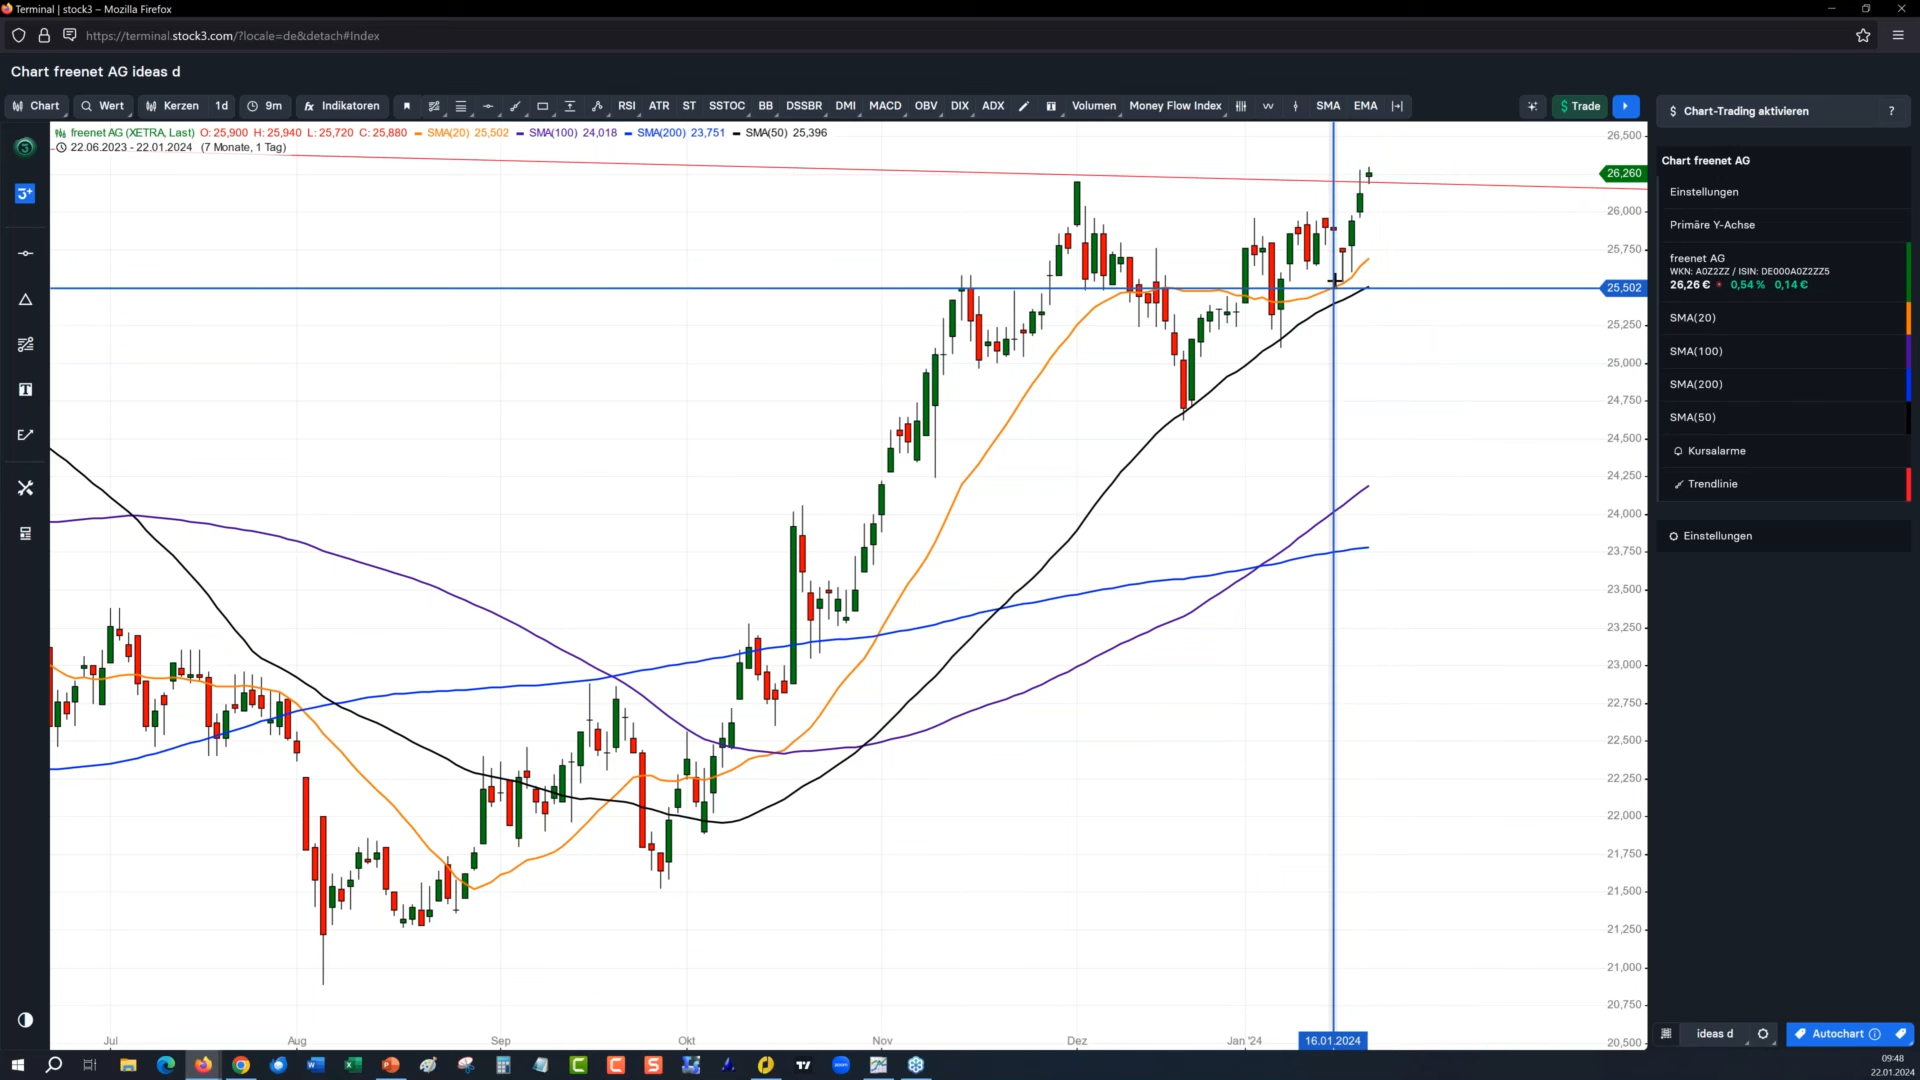 Terminal | stock3 – Mozilla Firefox
https://terminal.stock3.com/?locale=de&detach#Index
Chart freenet AG ideas d
Chart Wert Kerzen 1d 9m fx Indikatoren RSI ATR ST SSTOC BB DSSBR DMI MACD OBV DIX ADX Volumen Money Flow Index SMA EMA Trade
freenet AG (XETRA, Last) O: 25,900 H: 25,940 L: 25,720 C: 25,880 SMA(20) 25,502 SMA(100) 24,018 SMA(200) 23,751 SMA(50) 25,396
22.06.2023 - 22.01.2024 (7 Monate, 1 Tag)
26,500
26,260
26,000
25,750
25,502
25,250
25,000
24,750
24,500
24,250
24,000
23,750
23,500
23,250
23,000
22,750
22,500
22,250
22,000
21,750
21,500
21,250
21,000
20,750
20,500
Jul Aug Sep Okt Nov Dez Jan '24 16.01.2024
$ Chart-Trading aktivieren ?
Chart freenet AG
Einstellungen
Primäre Y-Achse
freenet AG
WKN: A0Z2ZZ / ISIN: DE000A0Z2ZZ5
26,26 € 0,54 % 0,14 €
SMA(20)
SMA(100)
SMA(200)
SMA(50)
Kursalarme
Trendlinie
Einstellungen
ideas d Autochart
09:48
22.01.2024